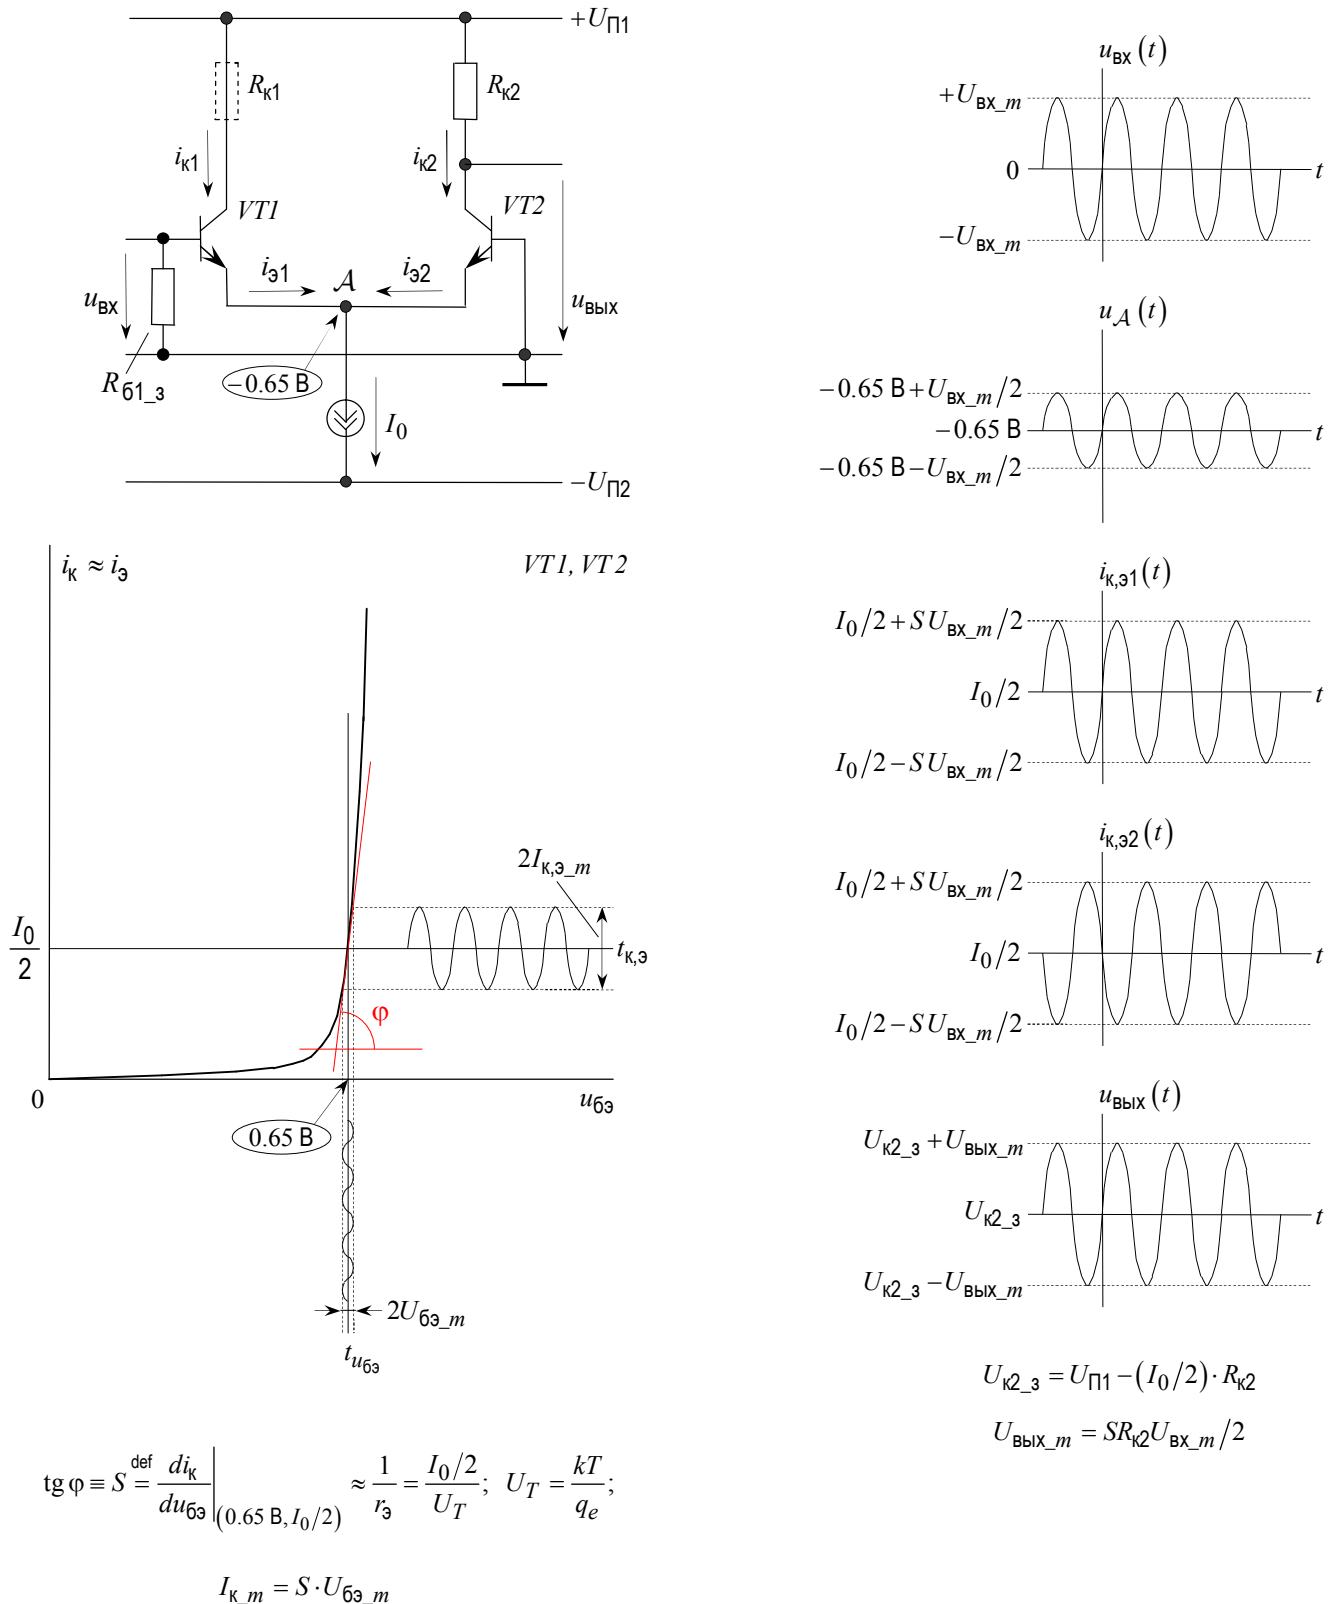 +U_П1
R_к1
R_к2
i_к1
i_к2
VT1
VT2
i_э1
𝒜
i_э2
u_вх
u_вых
R_б1_з
−0.65 В
I_0
−U_П2
i_к ≈ i_э
VT1, VT2
2I_к,э_m
I_0/2
t_к,э
φ
0
u_бэ
0.65 В
2U_бэ_m
t_u_бэ
tg φ ≡ S =^def di_к/du_бэ |_(0.65 В, I_0/2) ≈ 1/r_э = (I_0/2)/U_T; U_T = kT/q_e;
I_к_m = S·U_бэ_m
u_вх(t)
+U_вх_m
0
t
−U_вх_m
u_𝒜(t)
−0.65 В+U_вх_m/2
−0.65 В
t
−0.65 В−U_вх_m/2
i_к,э1(t)
I_0/2+SU_вх_m/2
I_0/2
t
I_0/2−SU_вх_m/2
i_к,э2(t)
I_0/2+SU_вх_m/2
I_0/2
t
I_0/2−SU_вх_m/2
u_вых(t)
U_к2_з+U_вых_m
U_к2_з
t
U_к2_з−U_вых_m
U_к2_з = U_П1−(I_0/2)·R_к2
U_вых_m = SR_к2U_вх_m/2